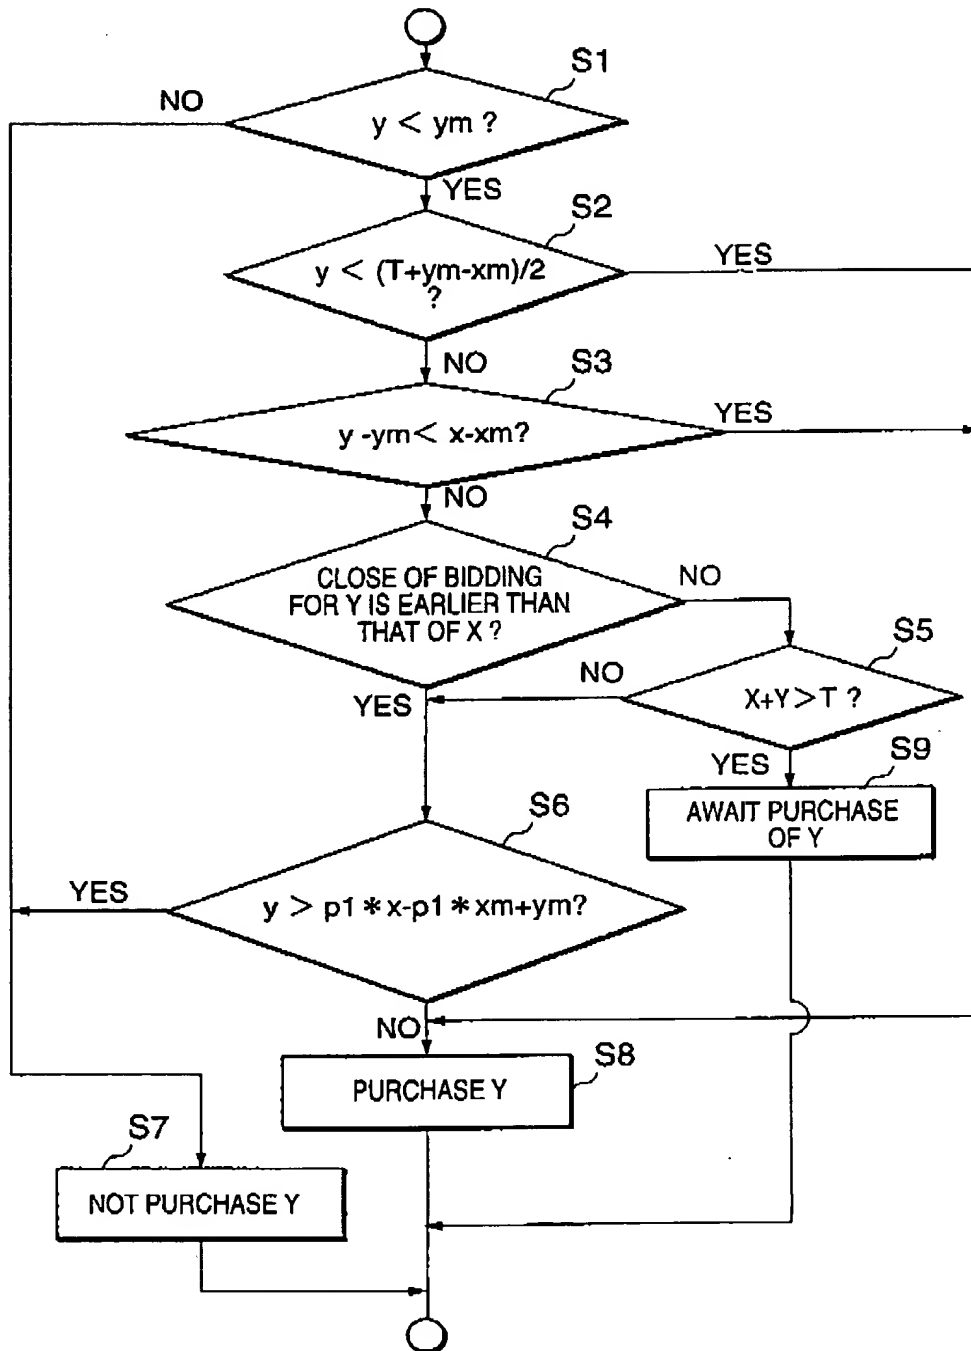 S1
NO
y < ym ?
YES
S2
YES
y < (T+ym-xm)/2
?
NO
S3
YES
y -ym< x-xm?
NO
S4
CLOSE OF BIDDING
FOR Y IS EARLIER THAN
THAT OF X ?
NO
S5
NO
X+Y>T ?
YES
YES
S9
AWAIT PURCHASE
OF Y
S6
YES
y > p1*x-p1*xm+ym?
NO
S8
PURCHASE Y
S7
NOT PURCHASE Y